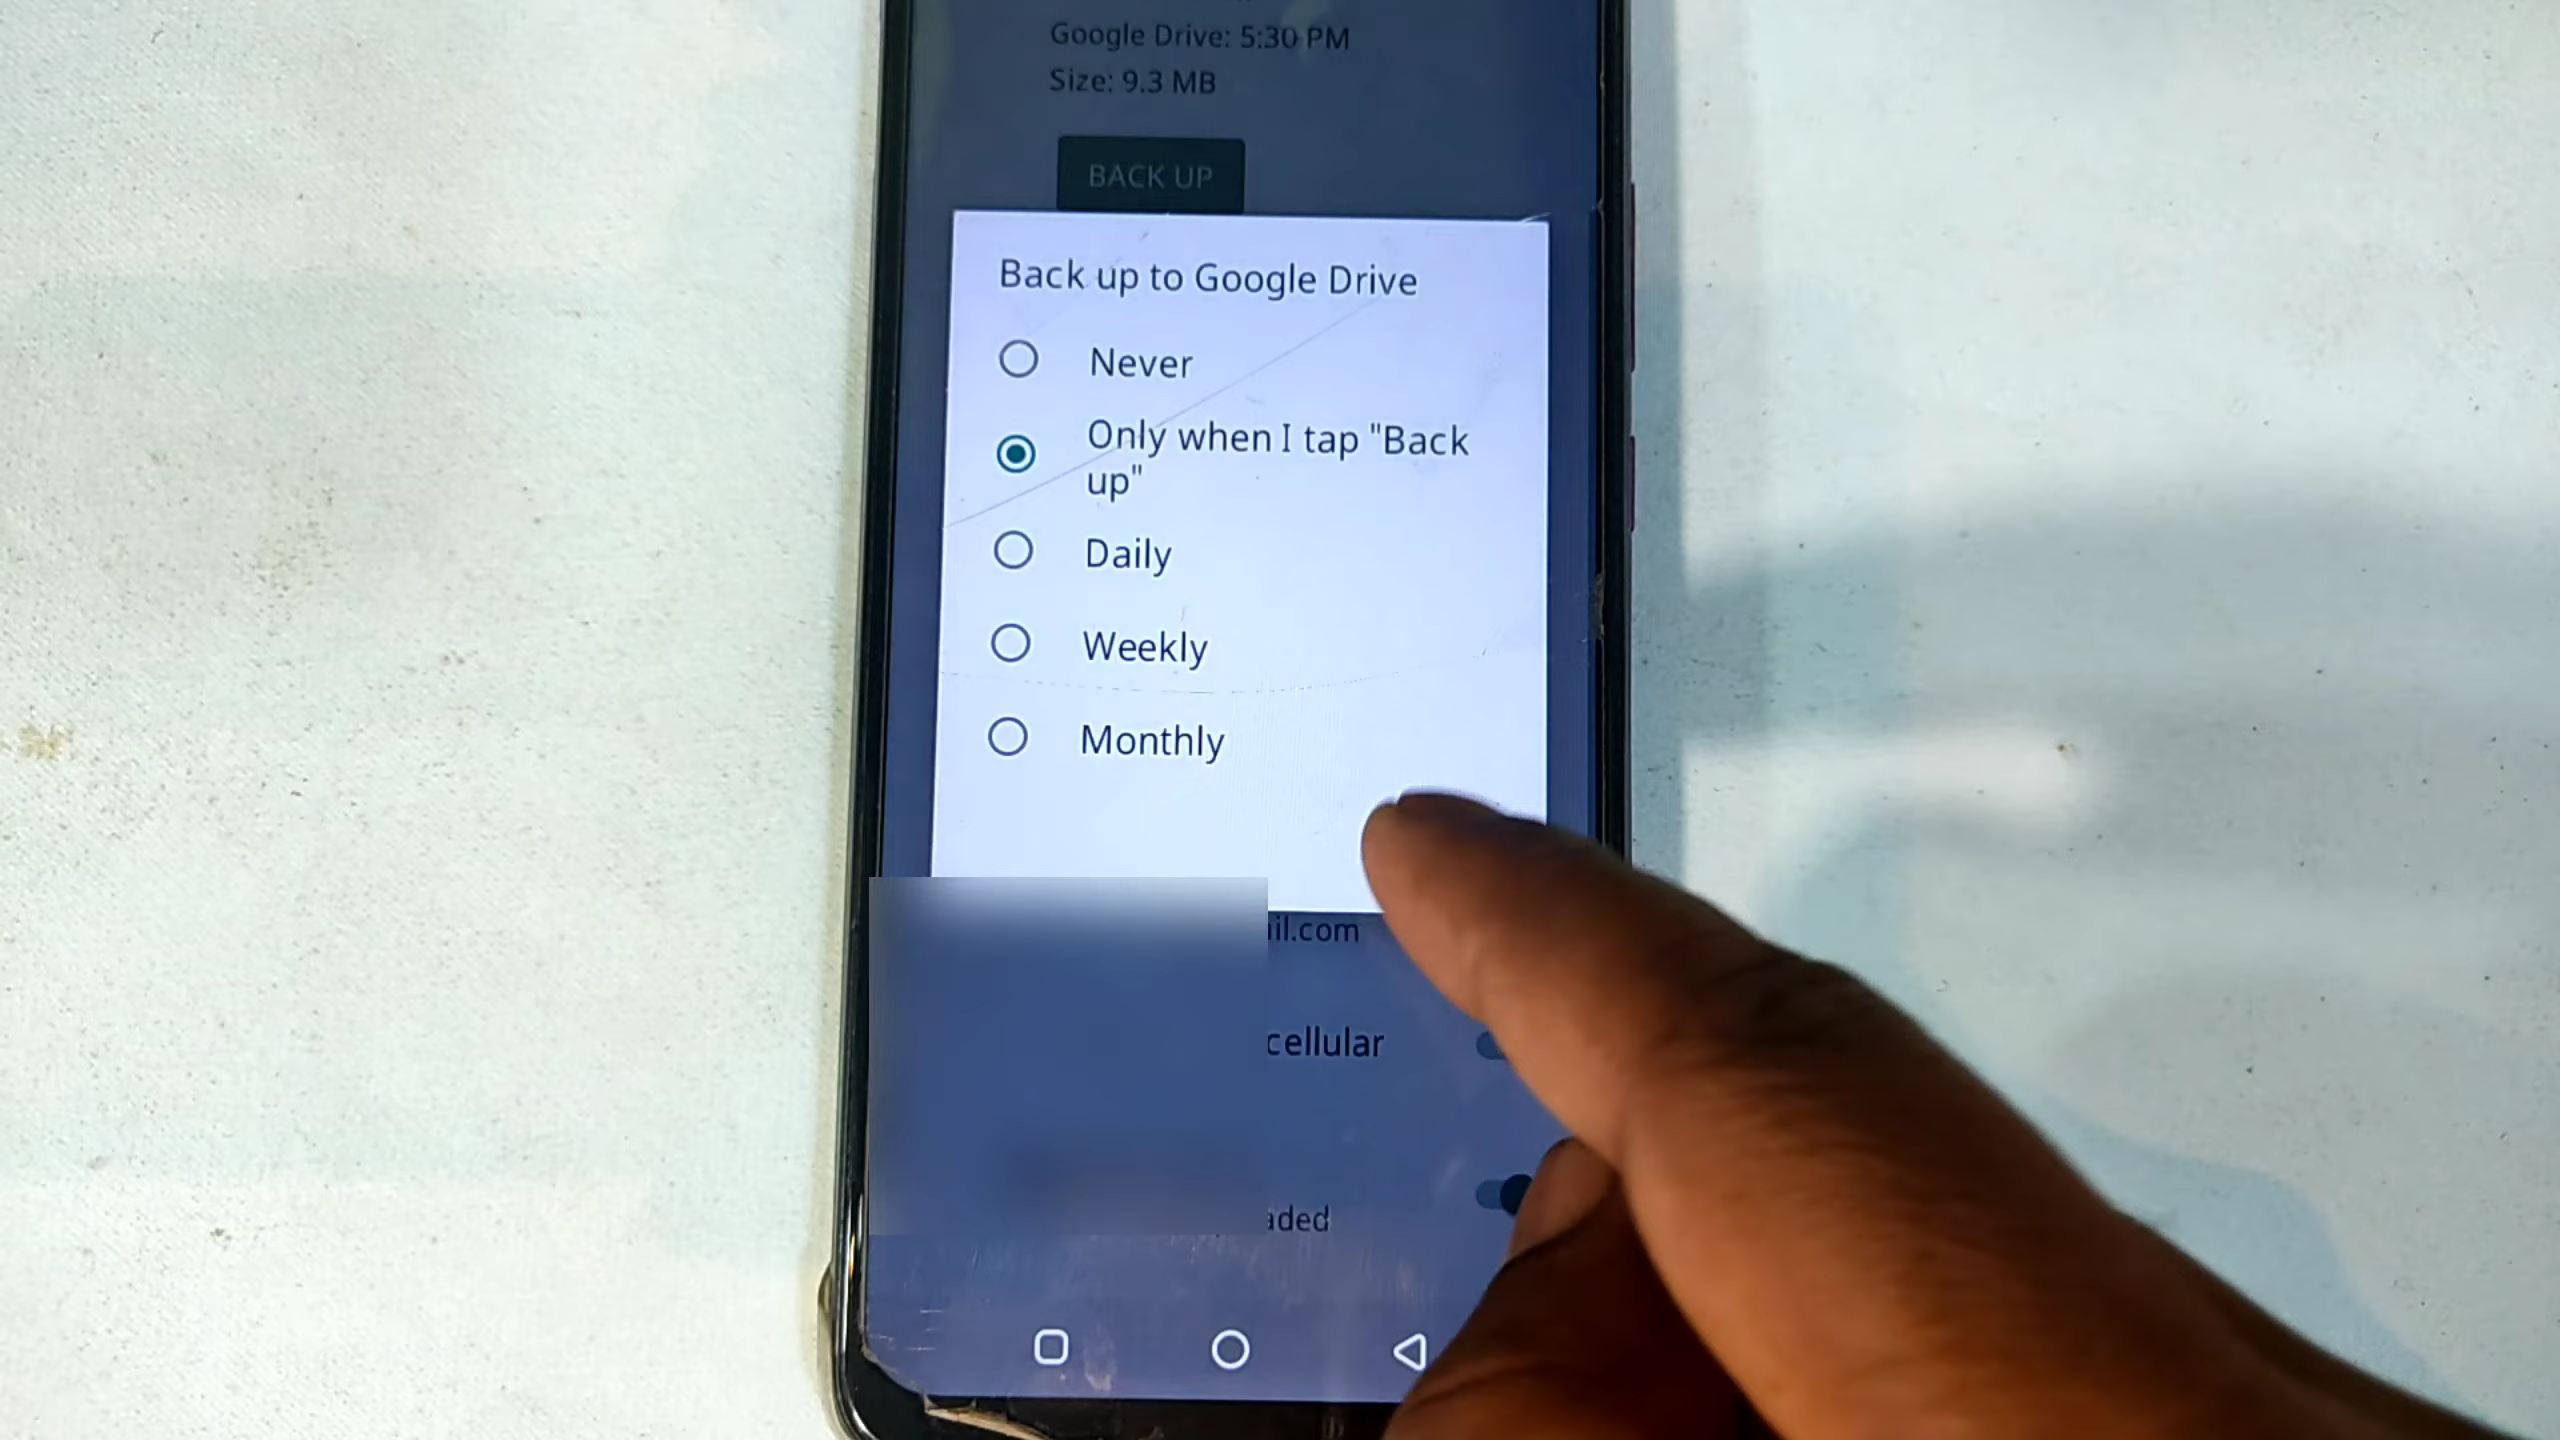 Google Drive: 5:30 PM
Size: 9.3 MB
BACK UP
Back up to Google Drive
Never
Only when I tap "Back
up"
Daily
Weekly
Monthly
il.com
cellular
aded